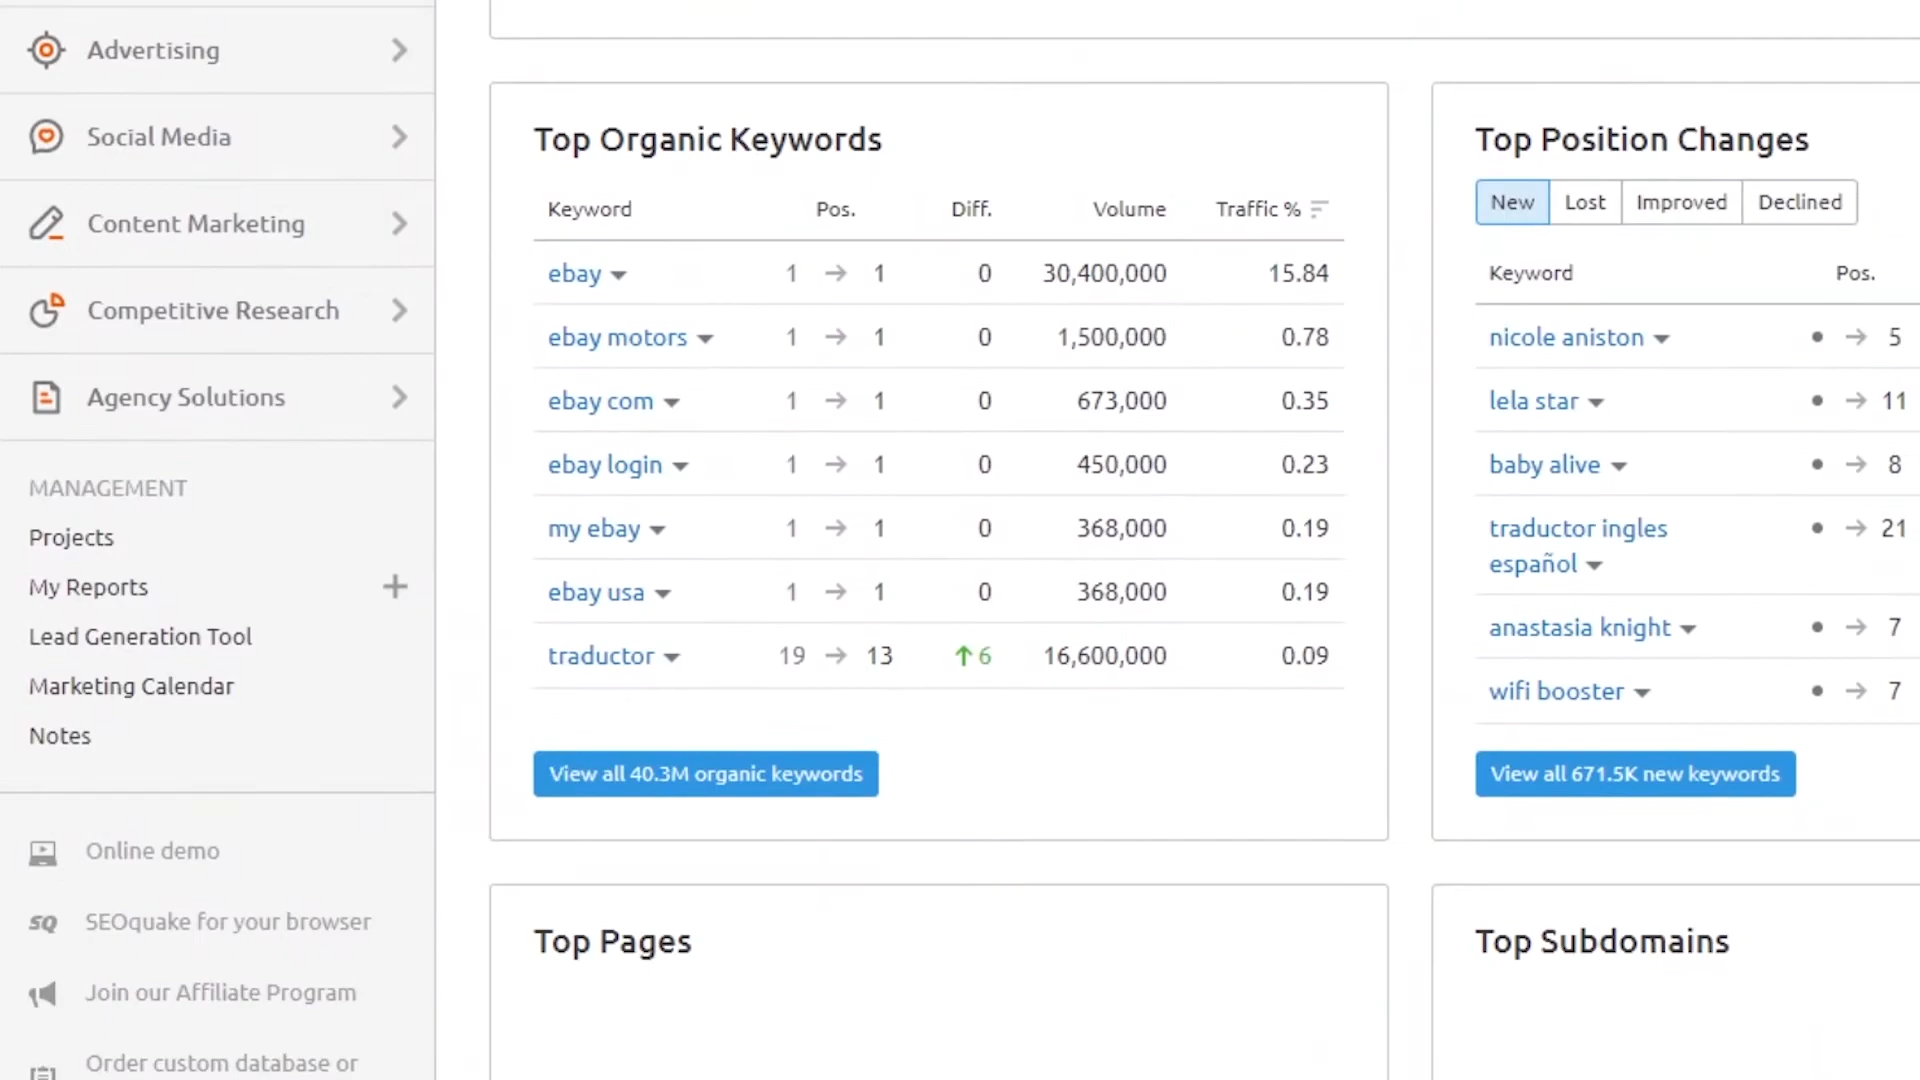 Advertising
Social Media
Content Marketing
Competitive Research
Agency Solutions
MANAGEMENT
Projects
My Reports
Lead Generation Tool
Marketing Calendar
Notes
Online demo
SQ SEOquake for your browser
Join our Affiliate Program
Order custom database or
Top Organic Keywords
Keyword Pos. Diff. Volume Traffic %
ebay 1 → 1 0 30,400,000 15.84
ebay motors 1 → 1 0 1,500,000 0.78
ebay com 1 → 1 0 673,000 0.35
ebay login 1 → 1 0 450,000 0.23
my ebay 1 → 1 0 368,000 0.19
ebay usa 1 → 1 0 368,000 0.19
traductor 19 → 13 ↑6 16,600,000 0.09
View all 40.3M organic keywords
Top Position Changes
New Lost Improved Declined
Keyword Pos.
nicole aniston • → 5
lela star • → 11
baby alive • → 8
traductor ingles • → 21
español
anastasia knight • → 7
wifi booster • → 7
View all 671.5K new keywords
Top Pages
Top Subdomains